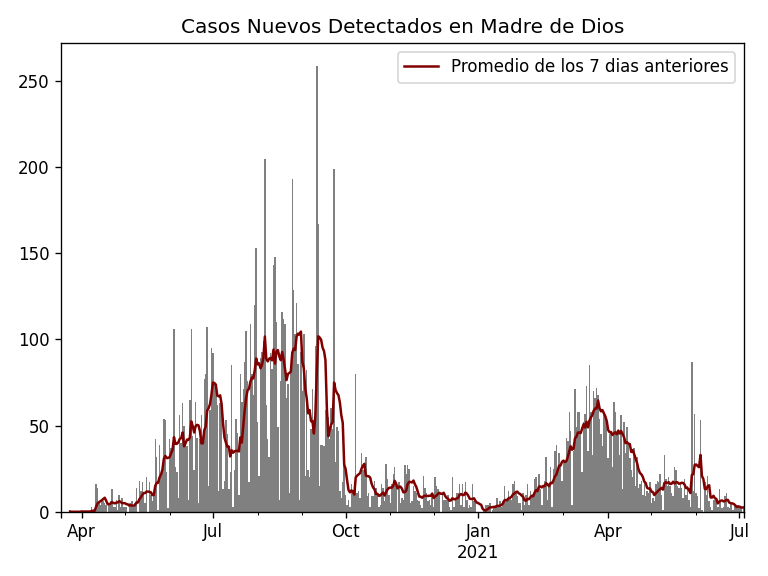 Casos Nuevos Detectados en Madre de Dios
Promedio de los 7 dias anteriores
250
200
150
100
50
0
Apr Jul Oct Jan Apr Jul
2021